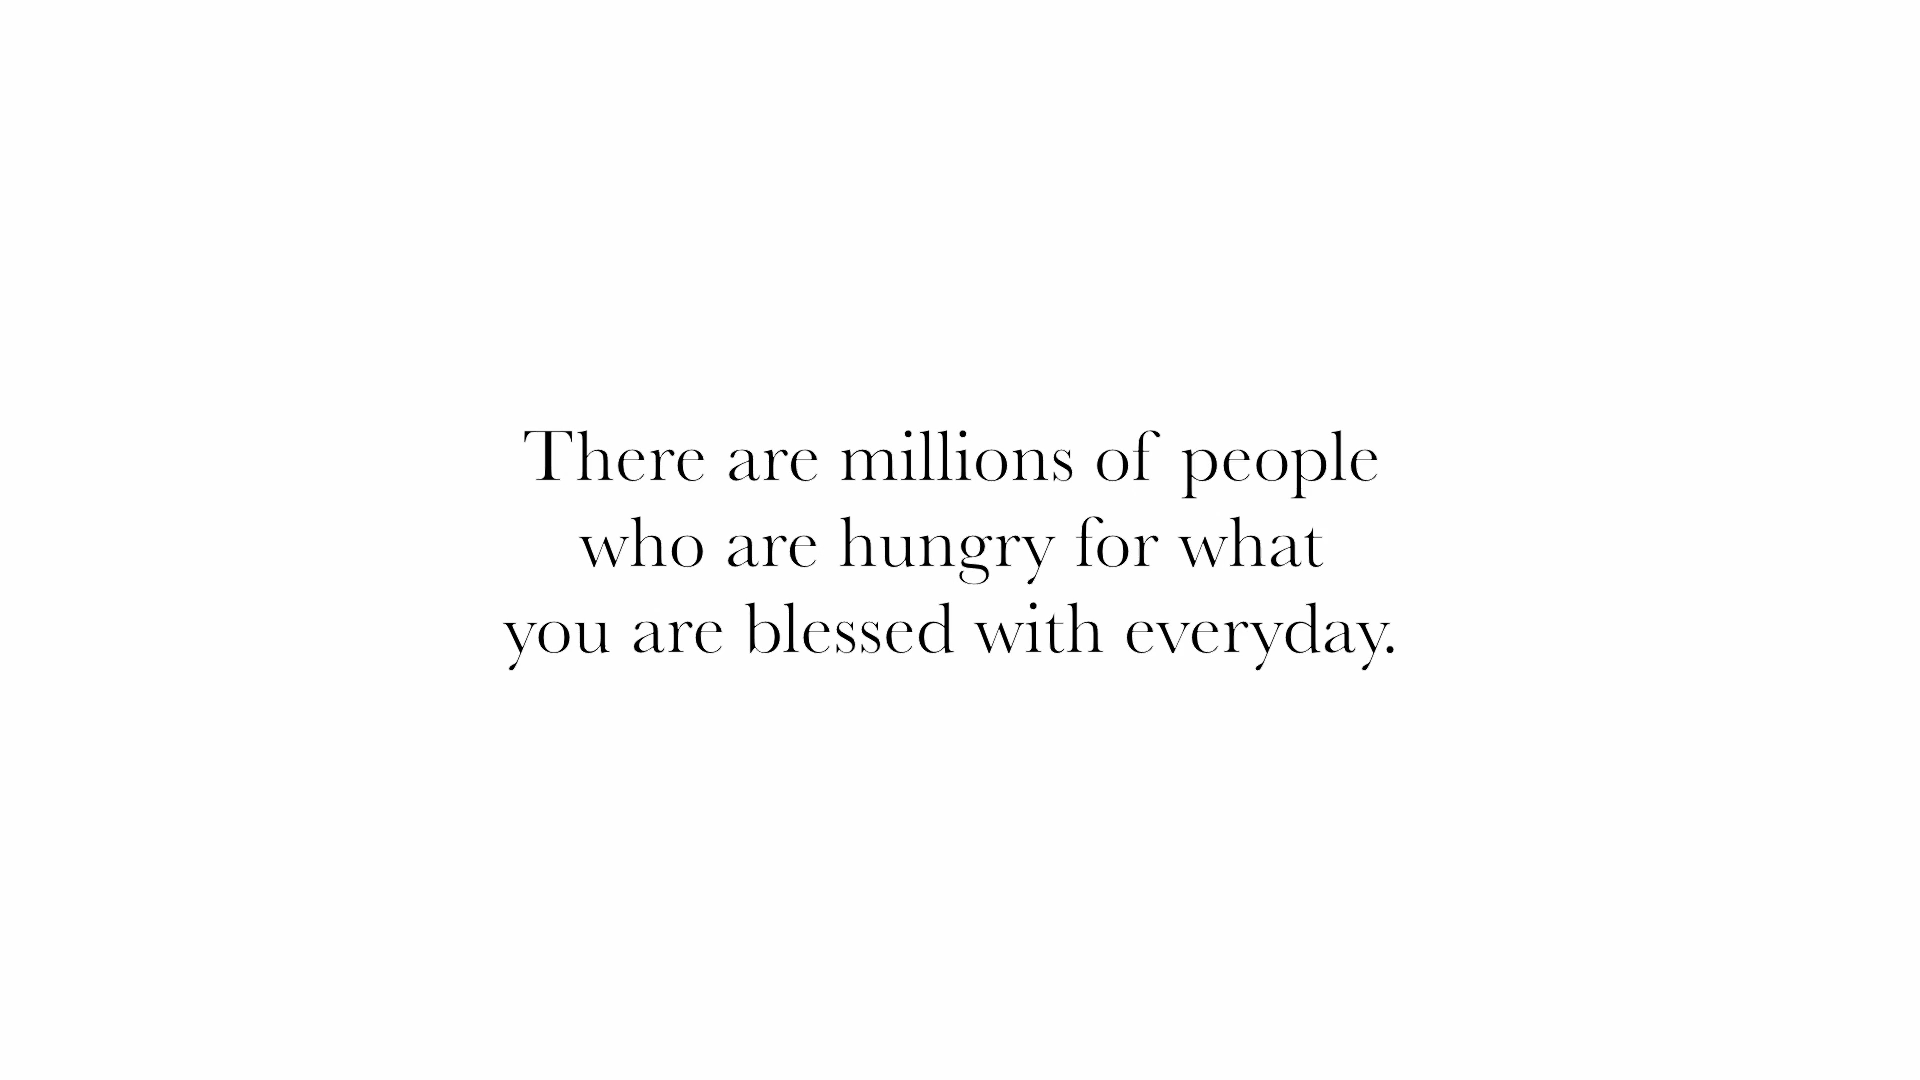 There are millions of people
who are hungry for what
you are blessed with everyday.